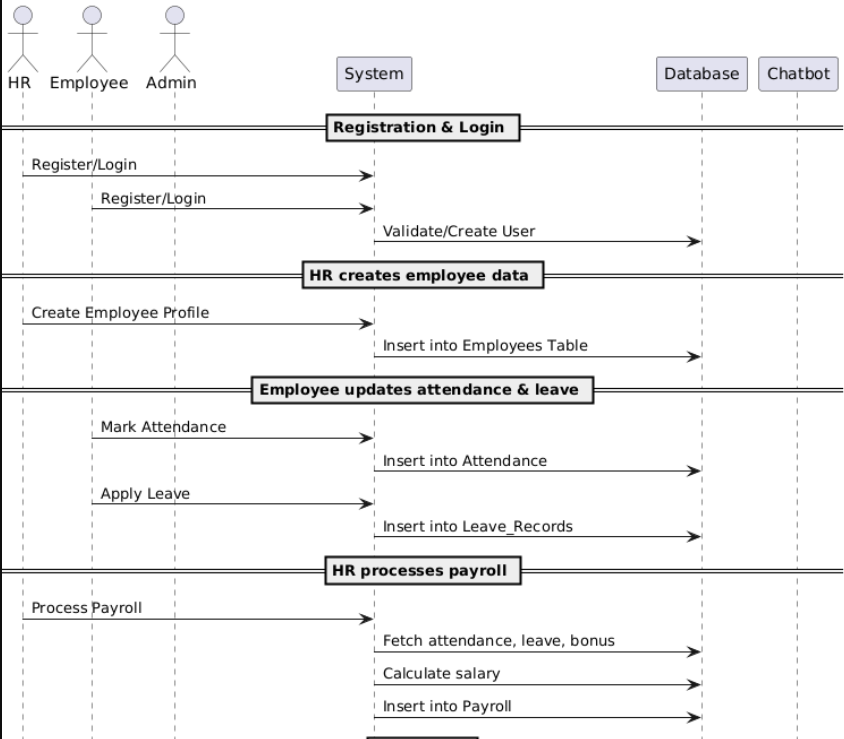 HR Employee Admin
System Database Chatbot
Registration & Login
Register/Login
Register/Login
Validate/Create User
HR creates employee data
Create Employee Profile
Insert into Employees Table
Employee updates attendance & leave
Mark Attendance
Insert into Attendance
Apply Leave
Insert into Leave_Records
HR processes payroll
Process Payroll
Fetch attendance, leave, bonus
Calculate salary
Insert into Payroll